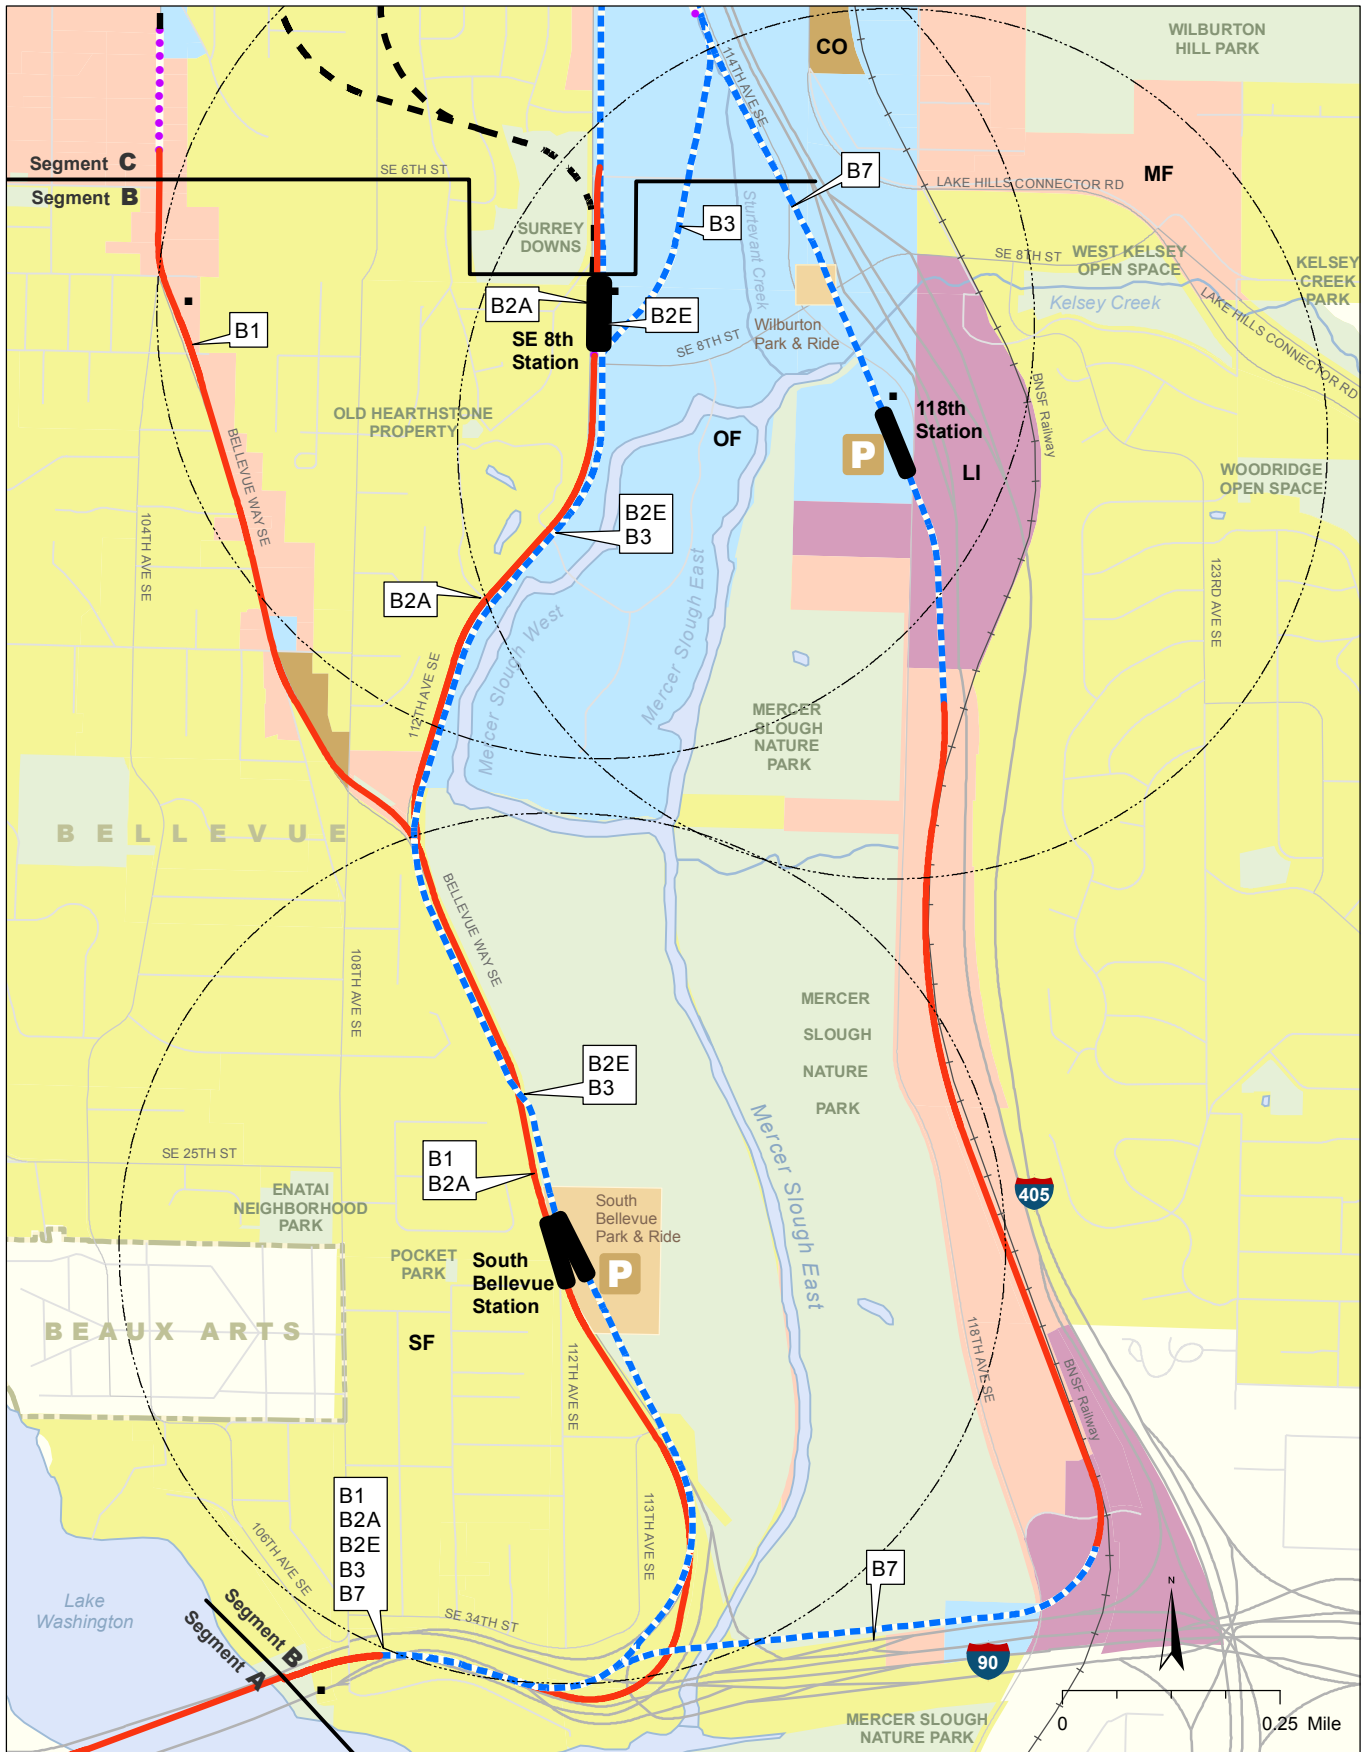 WILBURTON
HILL PARK
CO
114TH AVE SE
Segment C
Segment B
SE 6TH ST
B7
MF
LAKE HILLS CONNECTOR RD
SURREY
DOWNS
B3
Sturtevant Creek
SE 8TH ST
WEST KELSEY
OPEN SPACE
KELSEY
CREEK
PARK
Kelsey Creek
LAKE HILLS CONNECTOR RD
B2A
B2E
SE 8th
Station
B1
SE 8TH ST
Wilburton
Park & Ride
BNSF Railway
OLD HEARTHSTONE
PROPERTY
118th
Station
OF
P
LI
WOODRIDGE
OPEN SPACE
BELLEVUE WAY SE
104TH AVE SE
B2E
B3
B2A
Mercer Slough West
Mercer Slough East
123RD AVE SE
112TH AVE SE
MERCER
SLOUGH
NATURE
PARK
BELLEVUE
BELLEVUE WAY SE
108TH AVE SE
MERCER
SLOUGH
NATURE
PARK
B2E
B3
Mercer Slough East
SE 25TH ST
B1
B2A
405
ENATAI
NEIGHBORHOOD
PARK
South
Bellevue
Park & Ride
POCKET
PARK
South
Bellevue
Station
P
BEAUX ARTS
SF
112TH AVE SE
118TH AVE SE
BNSF Railway
B1
B2A
B2E
B3
B7
113TH AVE SE
106TH AVE SE
B7
Lake
Washington
Segment B
Segment A
SE 34TH ST
N
90
MERCER SLOUGH
NATURE PARK
0 0.25 Mile